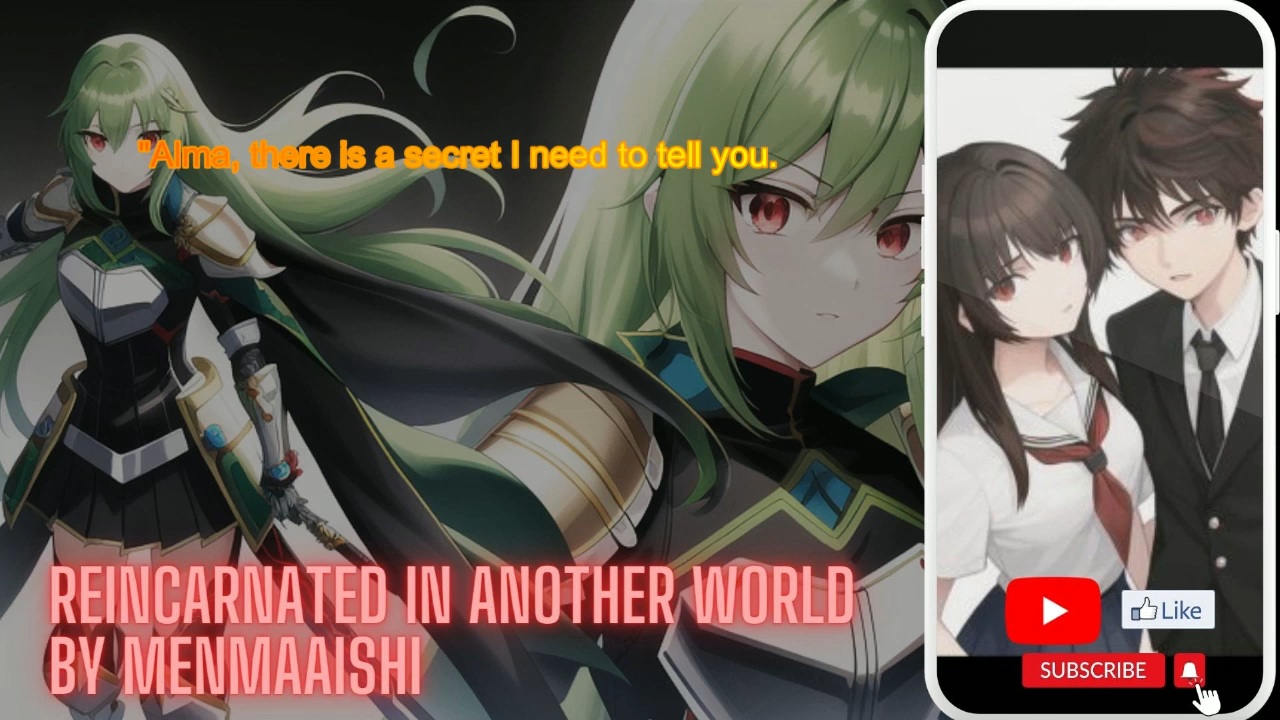 "Alma, there is a secret I need to tell you.
REINCARNATED IN ANOTHER WORLD
BY MENMAAISHI
Like
SUBSCRIBE